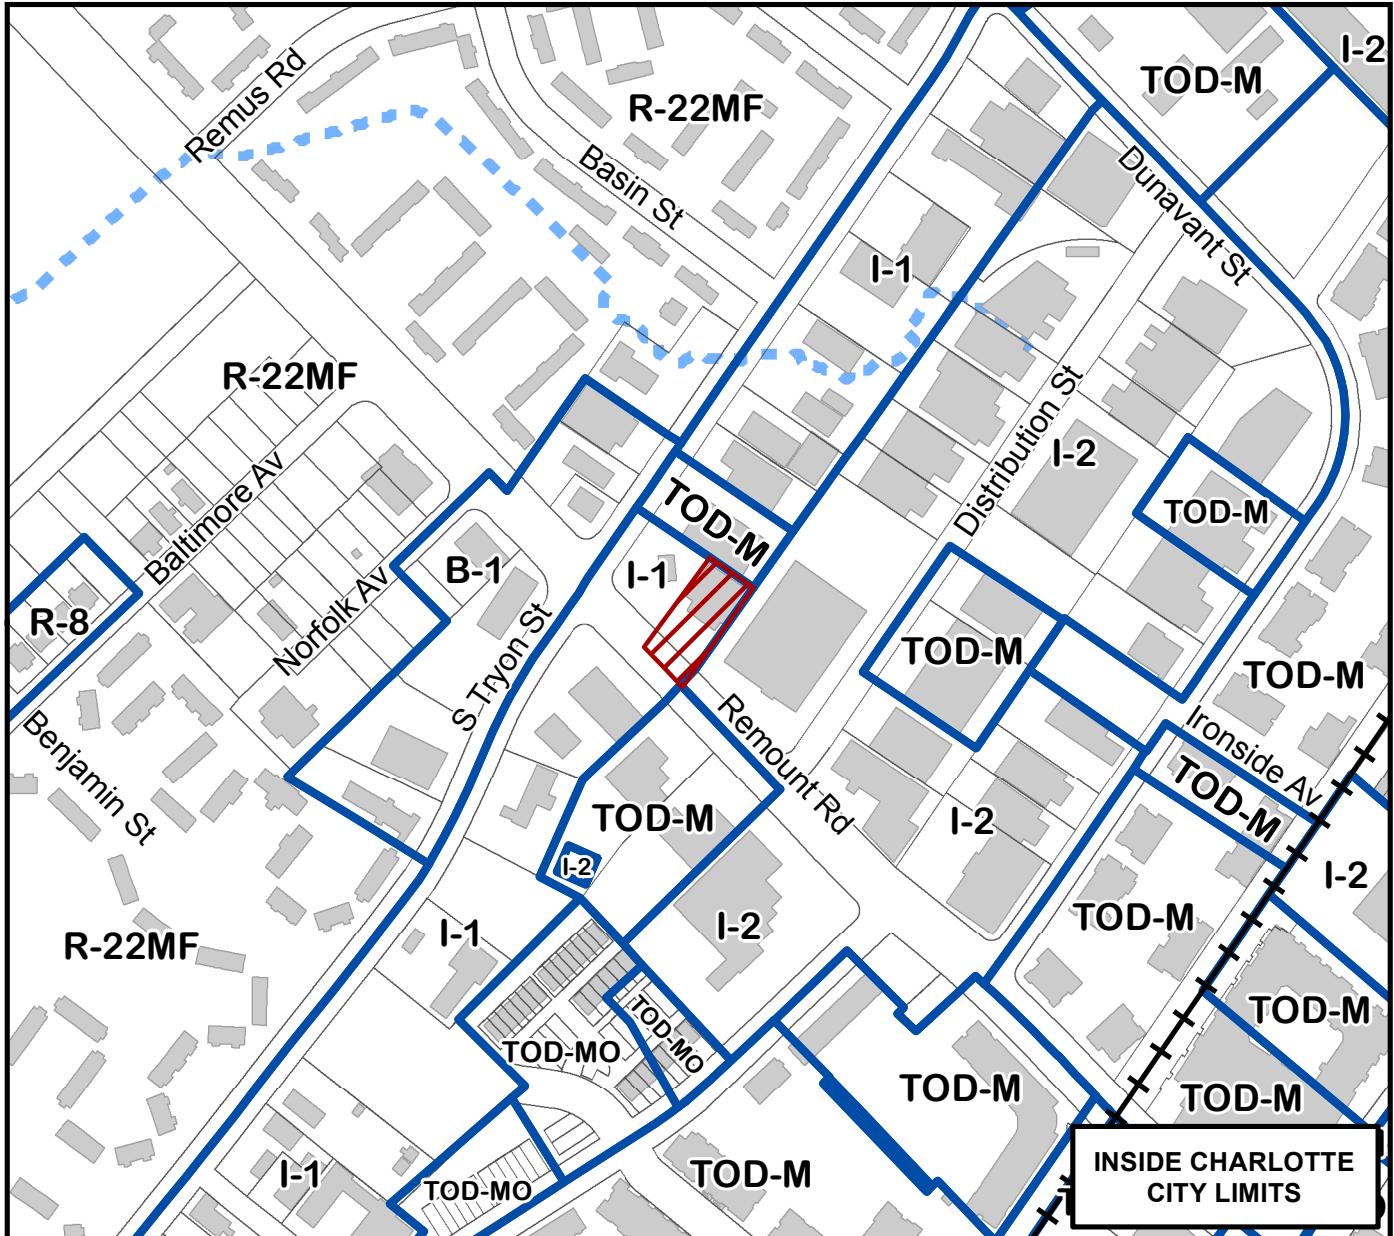 I-2
TOD-M
Remus Rd
R-22MF
Basin St
Dunavant St
I-1
R-22MF
Distribution St
I-2
Baltimore Av
TOD-M
TOD-M
B-1
I-1
R-8
Norfolk Av
S Tryon St
TOD-M
TOD-M
Benjamin St
Remount Rd
Ironside Av
TOD-M
TOD-M
I-2
I-2
I-2
TOD-M
I-2
I-1
R-22MF
TOD-M
TOD-MO
TOD-MO
TOD-M
TOD-M
I-1
TOD-MO
TOD-M
INSIDE CHARLOTTE
CITY LIMITS